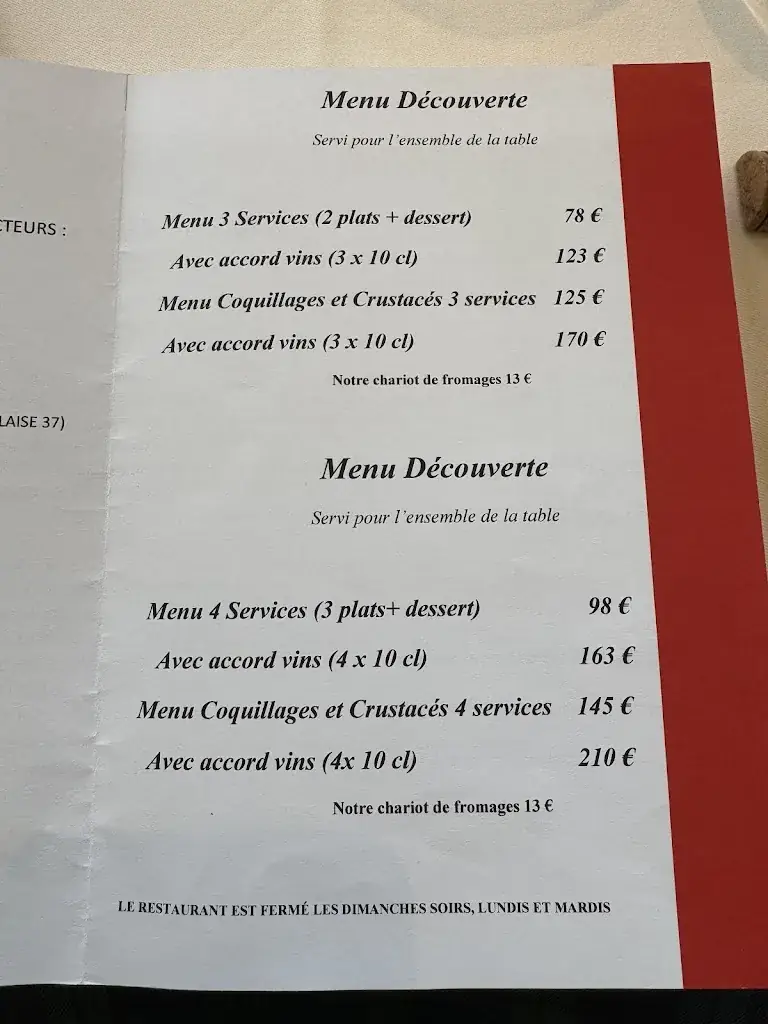 Menu Découverte
Servi pour l'ensemble de la table
Menu 3 Services (2 plats + dessert) 78 €
CTEURS :
Avec accord vins (3 x 10 cl) 123 €
Menu Coquillages et Crustacés 3 services 125 €
Avec accord vins (3 x 10 cl) 170 €
Notre chariot de fromages 13 €
LAISE 37)
Menu Découverte
Servi pour l'ensemble de la table
Menu 4 Services (3 plats+ dessert) 98 €
Avec accord vins (4 x 10 cl) 163 €
Menu Coquillages et Crustacés 4 services 145 €
Avec accord vins (4x 10 cl) 210 €
Notre chariot de fromages 13 €
LE RESTAURANT EST FERMÉ LES DIMANCHES SOIRS, LUNDIS ET MARDIS